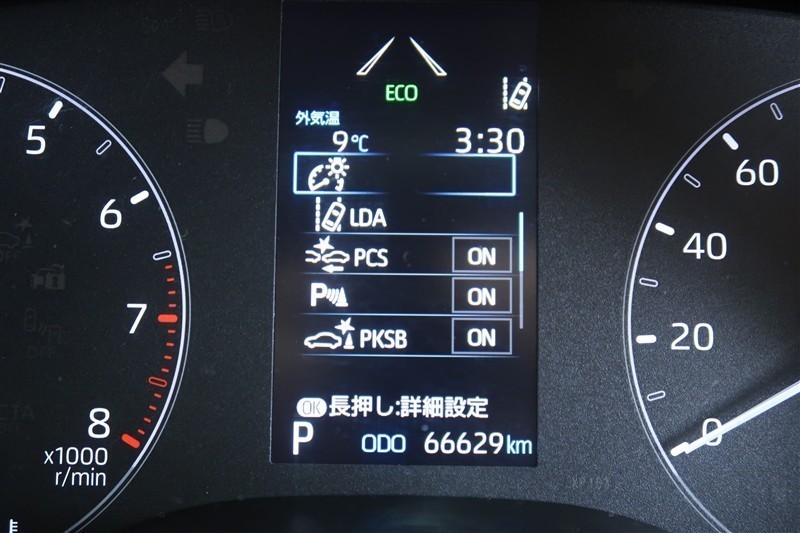 ECO
外気温
9℃ 3:30
LDA
PCS ON
P ON
PKSB ON
OK 長押し:詳細設定
P ODO 66629km
5
6
7
8
x1000
r/min
60
40
20
0